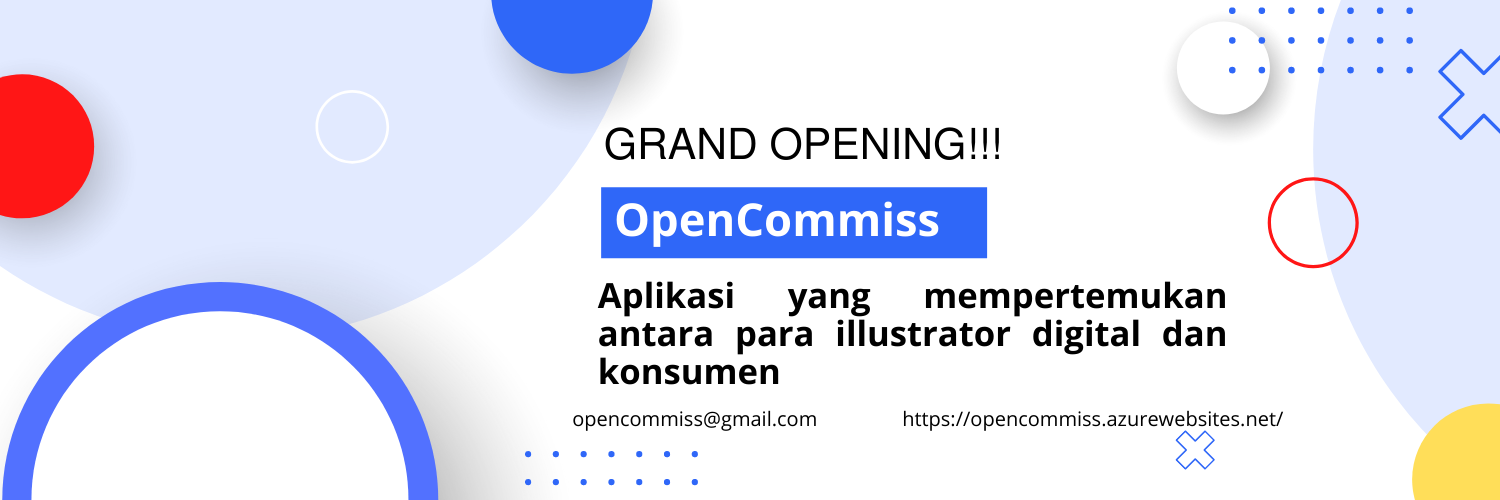 GRAND OPENING!!!
OpenCommiss
Aplikasi yang mempertemukan
antara para illustrator digital dan
konsumen
opencommiss@gmail.com
https://opencommiss.azurewebsites.net/